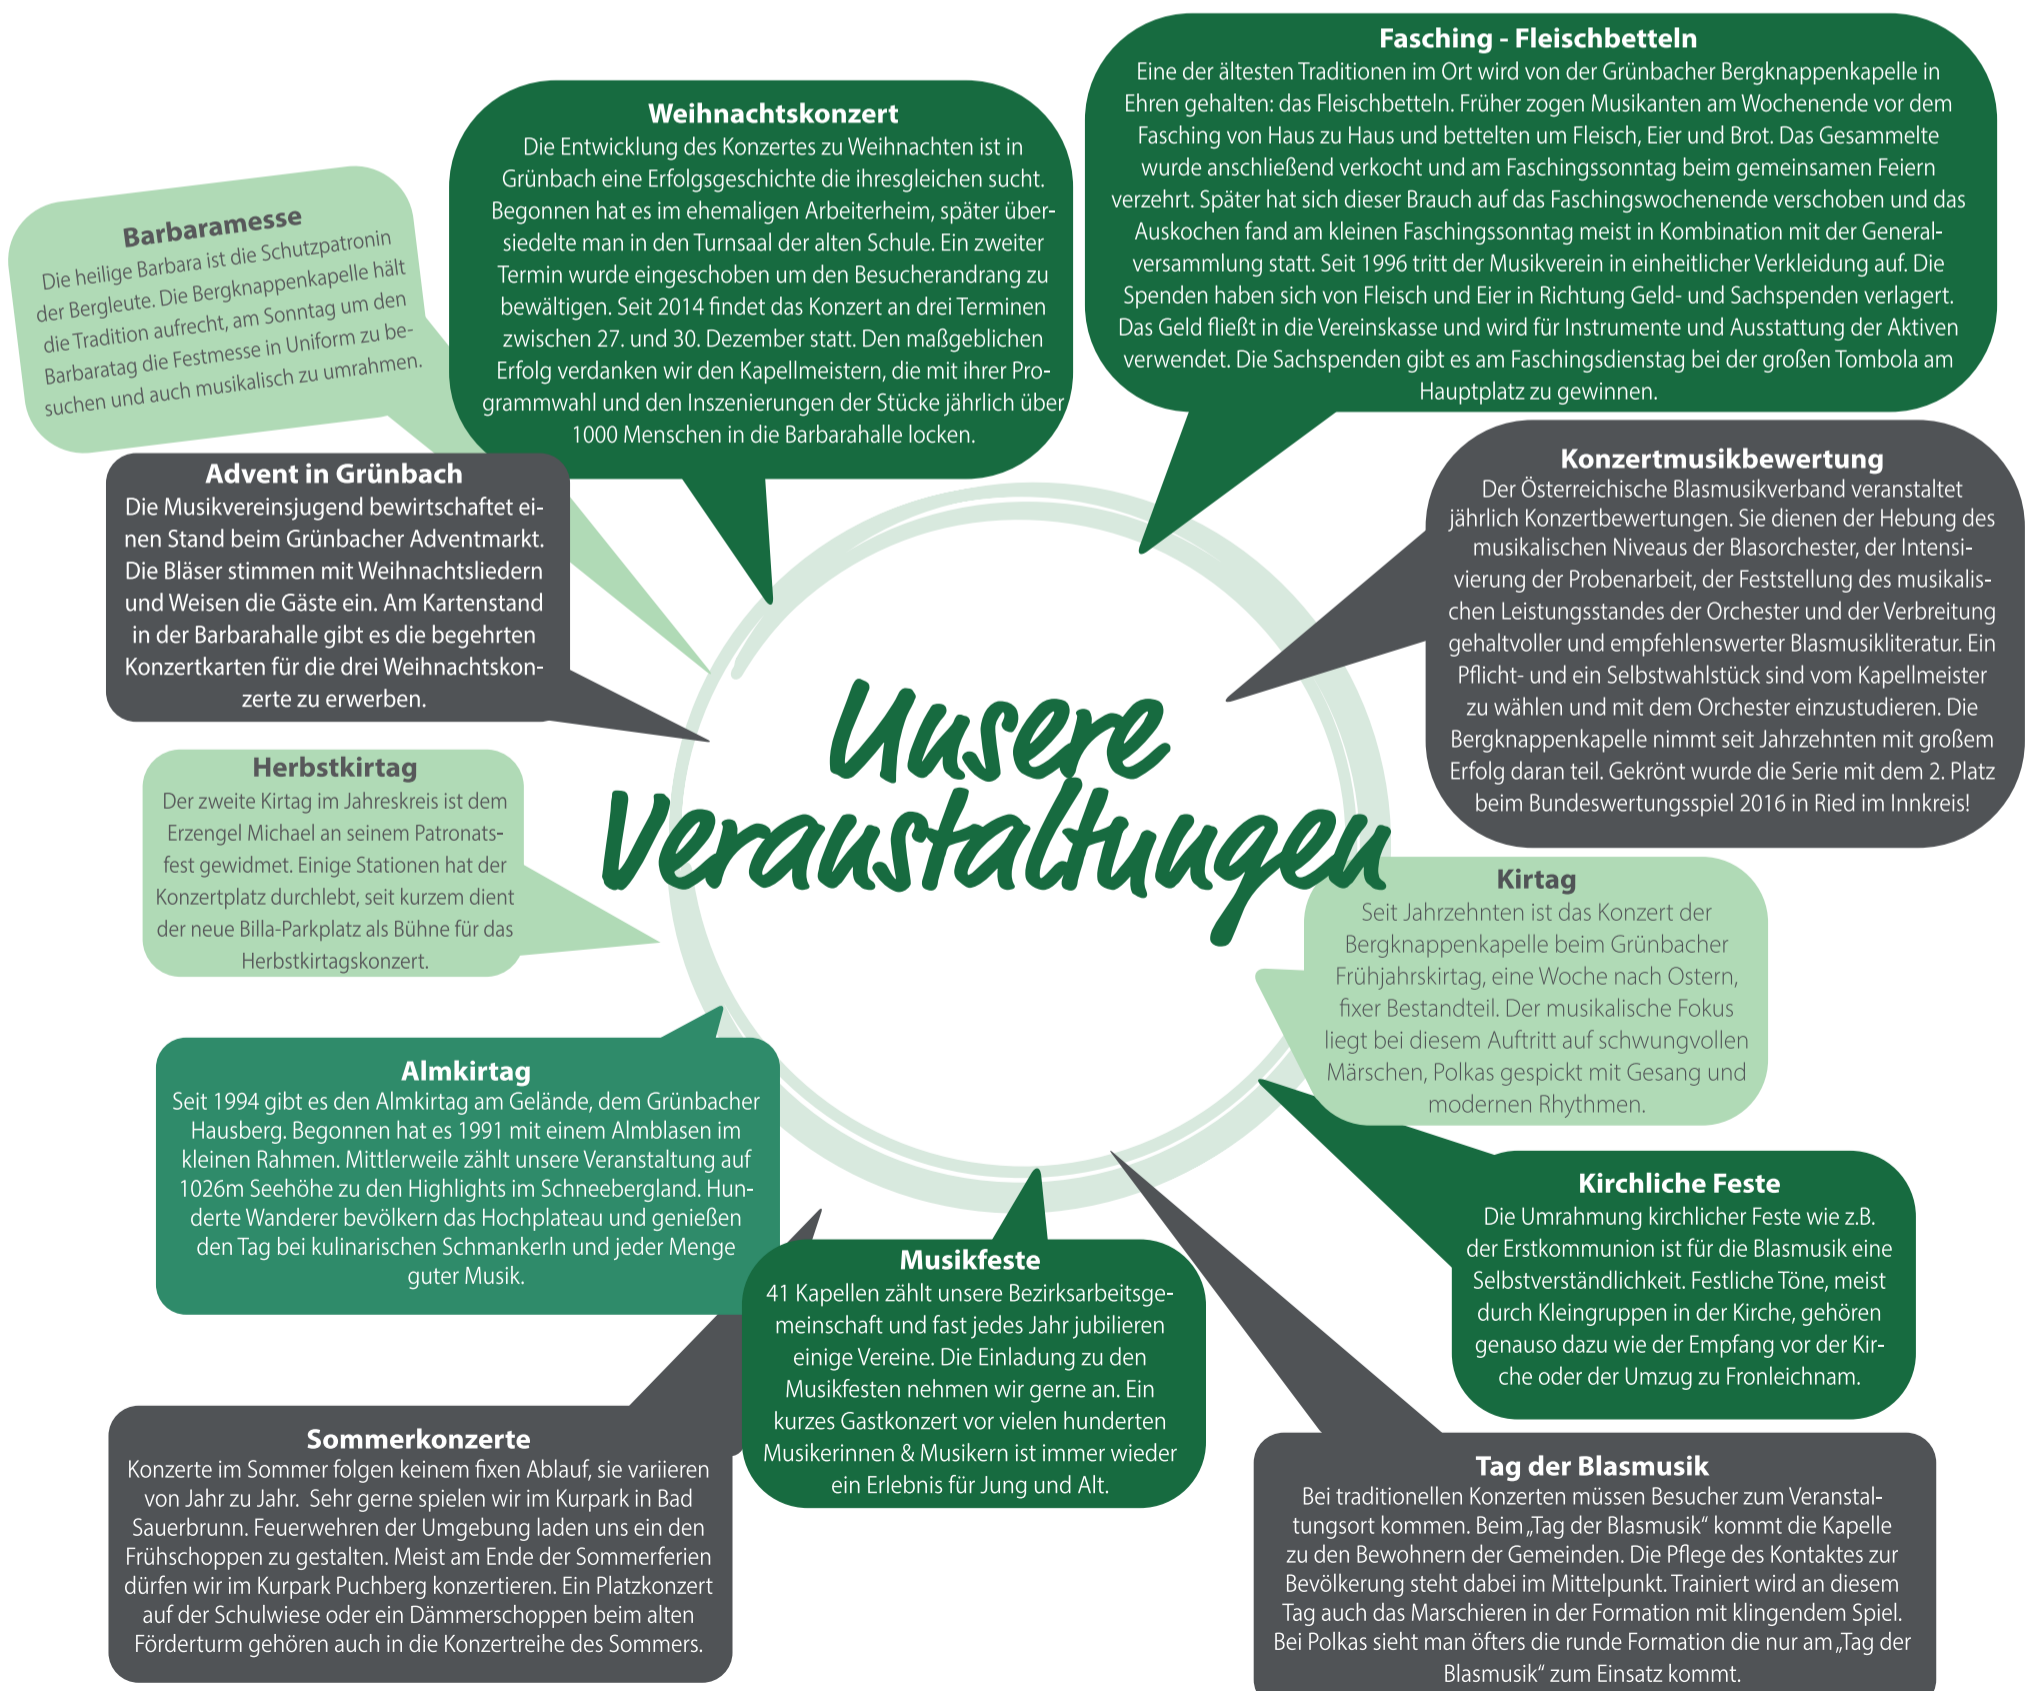 Fasching - Fleischbetteln
Eine der ältesten Traditionen im Ort wird von der Grünbacher Bergknappenkapelle in
Ehren gehalten: das Fleischbetteln. Früher zogen Musikanten am Wochenende vor dem
Fasching von Haus zu Haus und bettelten um Fleisch, Eier und Brot. Das Gesammelte
wurde anschließend verkocht und am Faschingssonntag beim gemeinsamen Feiern
verzehrt. Später hat sich dieser Brauch auf das Faschingswochenende verschoben und das
Auskochen fand am kleinen Faschingssonntag meist in Kombination mit der General-
versammlung statt. Seit 1996 tritt der Musikverein in einheitlicher Verkleidung auf. Die
Spenden haben sich von Fleisch und Eier in Richtung Geld- und Sachspenden verlagert.
Das Geld fließt in die Vereinskasse und wird für Instrumente und Ausstattung der Aktiven
verwendet. Die Sachspenden gibt es am Faschingsdienstag bei der großen Tombola am
Hauptplatz zu gewinnen.
Weihnachtskonzert
Die Entwicklung des Konzertes zu Weihnachten ist in
Grünbach eine Erfolgsgeschichte die ihresgleichen sucht.
Begonnen hat es im ehemaligen Arbeiterheim, später über-
siedelte man in den Turnsaal der alten Schule. Ein zweiter
Termin wurde eingeschoben um den Besucherandrang zu
bewältigen. Seit 2014 findet das Konzert an drei Terminen
zwischen 27. und 30. Dezember statt. Den maßgeblichen
Erfolg verdanken wir den Kapellmeistern, die mit ihrer Pro-
grammwahl und den Inszenierungen der Stücke jährlich über
1000 Menschen in die Barbarahalle locken.
Barbaramesse
Die heilige Barbara ist die Schutzpatronin
der Bergleute. Die Bergknappenkapelle hält
die Tradition aufrecht, am Sonntag um den
Barbaratag die Festmesse in Uniform zu be-
suchen und auch musikalisch zu umrahmen.
Advent in Grünbach
Die Musikvereinsjugend bewirtschaftet ei-
nen Stand beim Grünbacher Adventmarkt.
Die Bläser stimmen mit Weihnachtsliedern
und Weisen die Gäste ein. Am Kartenstand
in der Barbarahalle gibt es die begehrten
Konzertkarten für die drei Weihnachtskon-
zerte zu erwerben.
Konzertmusikbewertung
Der Österreichische Blasmusikverband veranstaltet
jährlich Konzertbewertungen. Sie dienen der Hebung des
musikalischen Niveaus der Blasorchester, der Intensi-
vierung der Probenarbeit, der Feststellung des musikalis-
chen Leistungsstandes der Orchester und der Verbreitung
gehaltvoller und empfehlenswerter Blasmusikliteratur. Ein
Pflicht- und ein Selbstwahlstück sind vom Kapellmeister
zu wählen und mit dem Orchester einzustudieren. Die
Bergknappenkapelle nimmt seit Jahrzehnten mit großem
Erfolg daran teil. Gekrönt wurde die Serie mit dem 2. Platz
beim Bundeswertungsspiel 2016 in Ried im Innkreis!
Unsere
Veranstaltungen
Herbstkirtag
Der zweite Kirtag im Jahreskreis ist dem
Erzengel Michael an seinem Patronats-
fest gewidmet. Einige Stationen hat der
Konzertplatz durchlebt, seit kurzem dient
der neue Billa-Parkplatz als Bühne für das
Herbstkirtagskonzert.
Kirtag
Seit Jahrzehnten ist das Konzert der
Bergknappenkapelle beim Grünbacher
Frühjahrskirtag, eine Woche nach Ostern,
fixer Bestandteil. Der musikalische Fokus
liegt bei diesem Auftritt auf schwungvollen
Märschen, Polkas gespickt mit Gesang und
modernen Rhythmen.
Almkirtag
Seit 1994 gibt es den Almkirtag am Gelände, dem Grünbacher
Hausberg. Begonnen hat es 1991 mit einem Almblasen im
kleinen Rahmen. Mittlerweile zählt unsere Veranstaltung auf
1026m Seehöhe zu den Highlights im Schneebergland. Hun-
derte Wanderer bevölkern das Hochplateau und genießen
den Tag bei kulinarischen Schmankerln und jeder Menge
guter Musik.
Kirchliche Feste
Die Umrahmung kirchlicher Feste wie z.B.
der Erstkommunion ist für die Blasmusik eine
Selbstverständlichkeit. Festliche Töne, meist
durch Kleingruppen in der Kirche, gehören
genauso dazu wie der Empfang vor der Kir-
che oder der Umzug zu Fronleichnam.
Musikfeste
41 Kapellen zählt unsere Bezirksarbeitsge-
meinschaft und fast jedes Jahr jubilieren
einige Vereine. Die Einladung zu den
Musikfesten nehmen wir gerne an. Ein
kurzes Gastkonzert vor vielen hunderten
Musikerinnen & Musikern ist immer wieder
ein Erlebnis für Jung und Alt.
Sommerkonzerte
Konzerte im Sommer folgen keinem fixen Ablauf, sie variieren
von Jahr zu Jahr. Sehr gerne spielen wir im Kurpark in Bad
Sauerbrunn. Feuerwehren der Umgebung laden uns ein den
Frühschoppen zu gestalten. Meist am Ende der Sommerferien
dürfen wir im Kurpark Puchberg konzertieren. Ein Platzkonzert
auf der Schulwiese oder ein Dämmerschoppen beim alten
Förderturm gehören auch in die Konzertreihe des Sommers.
Tag der Blasmusik
Bei traditionellen Konzerten müssen Besucher zum Veranstal-
tungsort kommen. Beim „Tag der Blasmusik“ kommt die Kapelle
zu den Bewohnern der Gemeinden. Die Pflege des Kontaktes zur
Bevölkerung steht dabei im Mittelpunkt. Trainiert wird an diesem
Tag auch das Marschieren in der Formation mit klingendem Spiel.
Bei Polkas sieht man öfters die runde Formation die nur am „Tag der
Blasmusik“ zum Einsatz kommt.